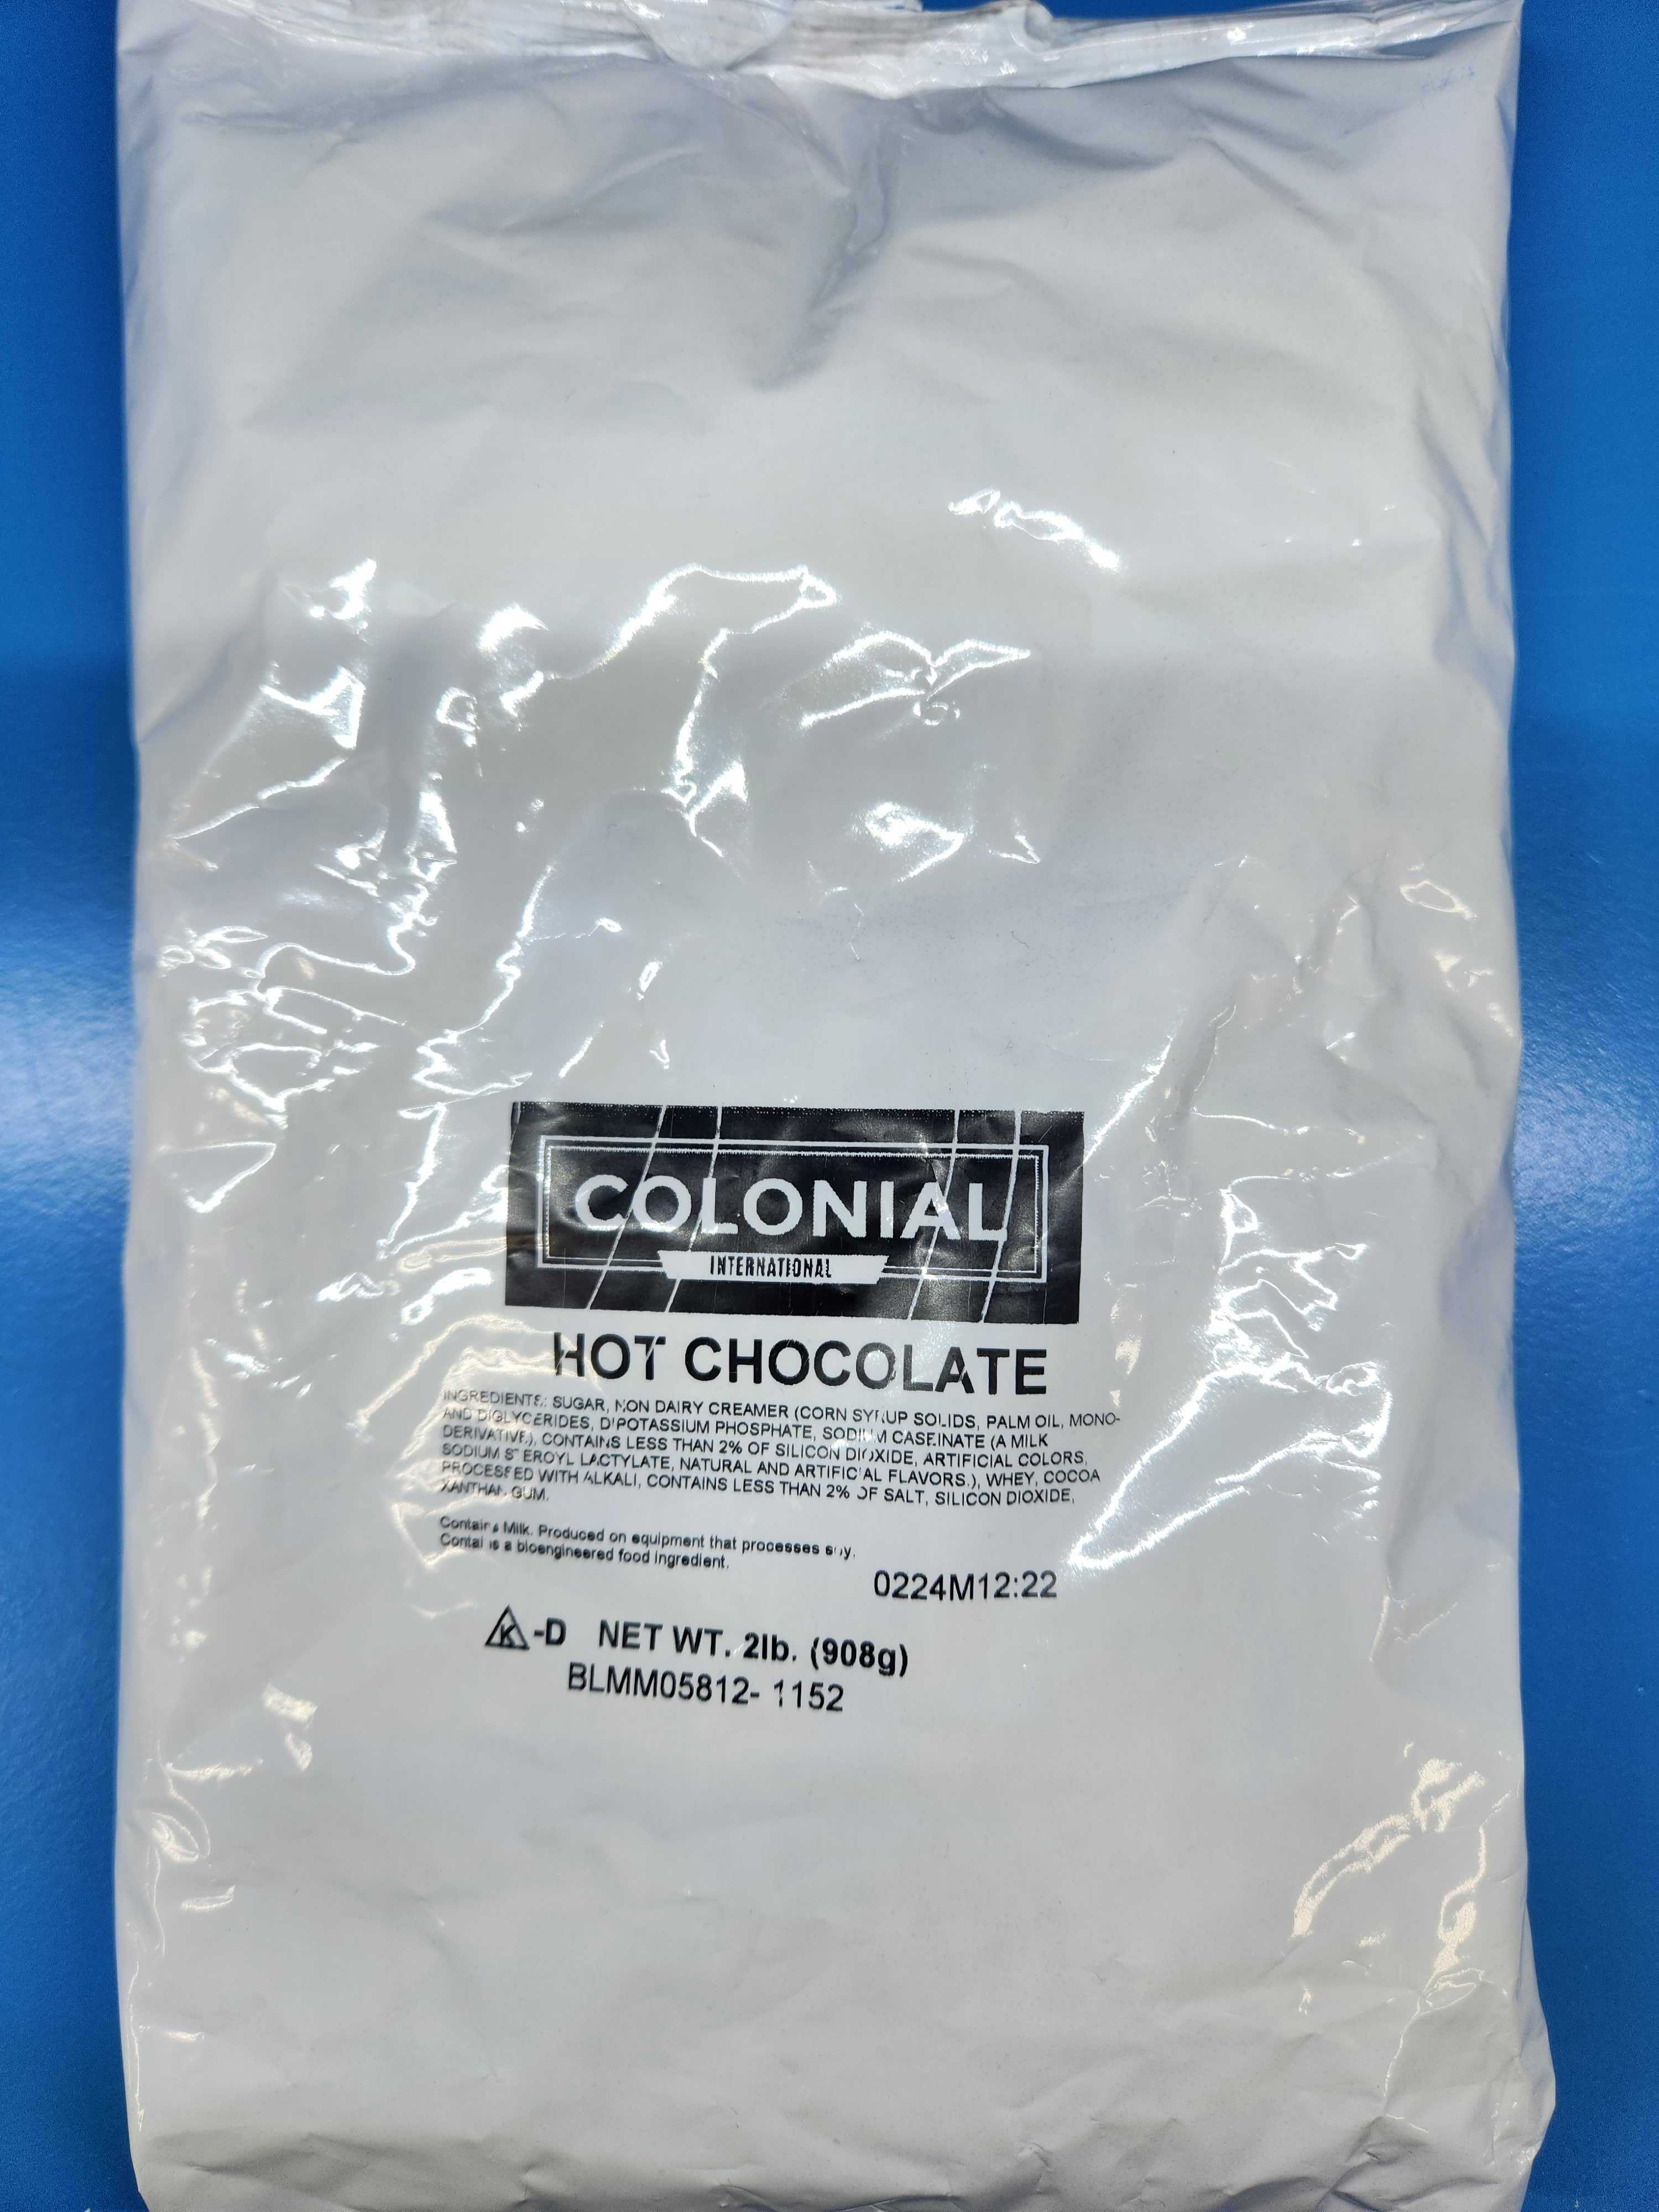 COLONIAL
INTERNATIONAL
HOT CHOCOLATE
INGREDIENTS: SUGAR, NON DAIRY CREAMER (CORN SYRUP SOLIDS, PALM OIL, MONO-
AND DIGLYCERIDES, DIPOTASSIUM PHOSPHATE, SODIUM CASEINATE (A MILK
DERIVATIVE), CONTAINS LESS THAN 2% OF SILICON DIOXIDE, ARTIFICIAL COLORS,
SODIUM STEROYL LACTYLATE, NATURAL AND ARTIFICIAL FLAVORS.), WHEY, COCOA
PROCESSED WITH ALKALI, CONTAINS LESS THAN 2% OF SALT, SILICON DIOXIDE,
XANTHAN GUM.
Contains Milk. Produced on equipment that processes soy.
Contains a bioengineered food ingredient.
0224M12:22
K -D NET WT. 2lb. (908g)
BLMM05812- 1152